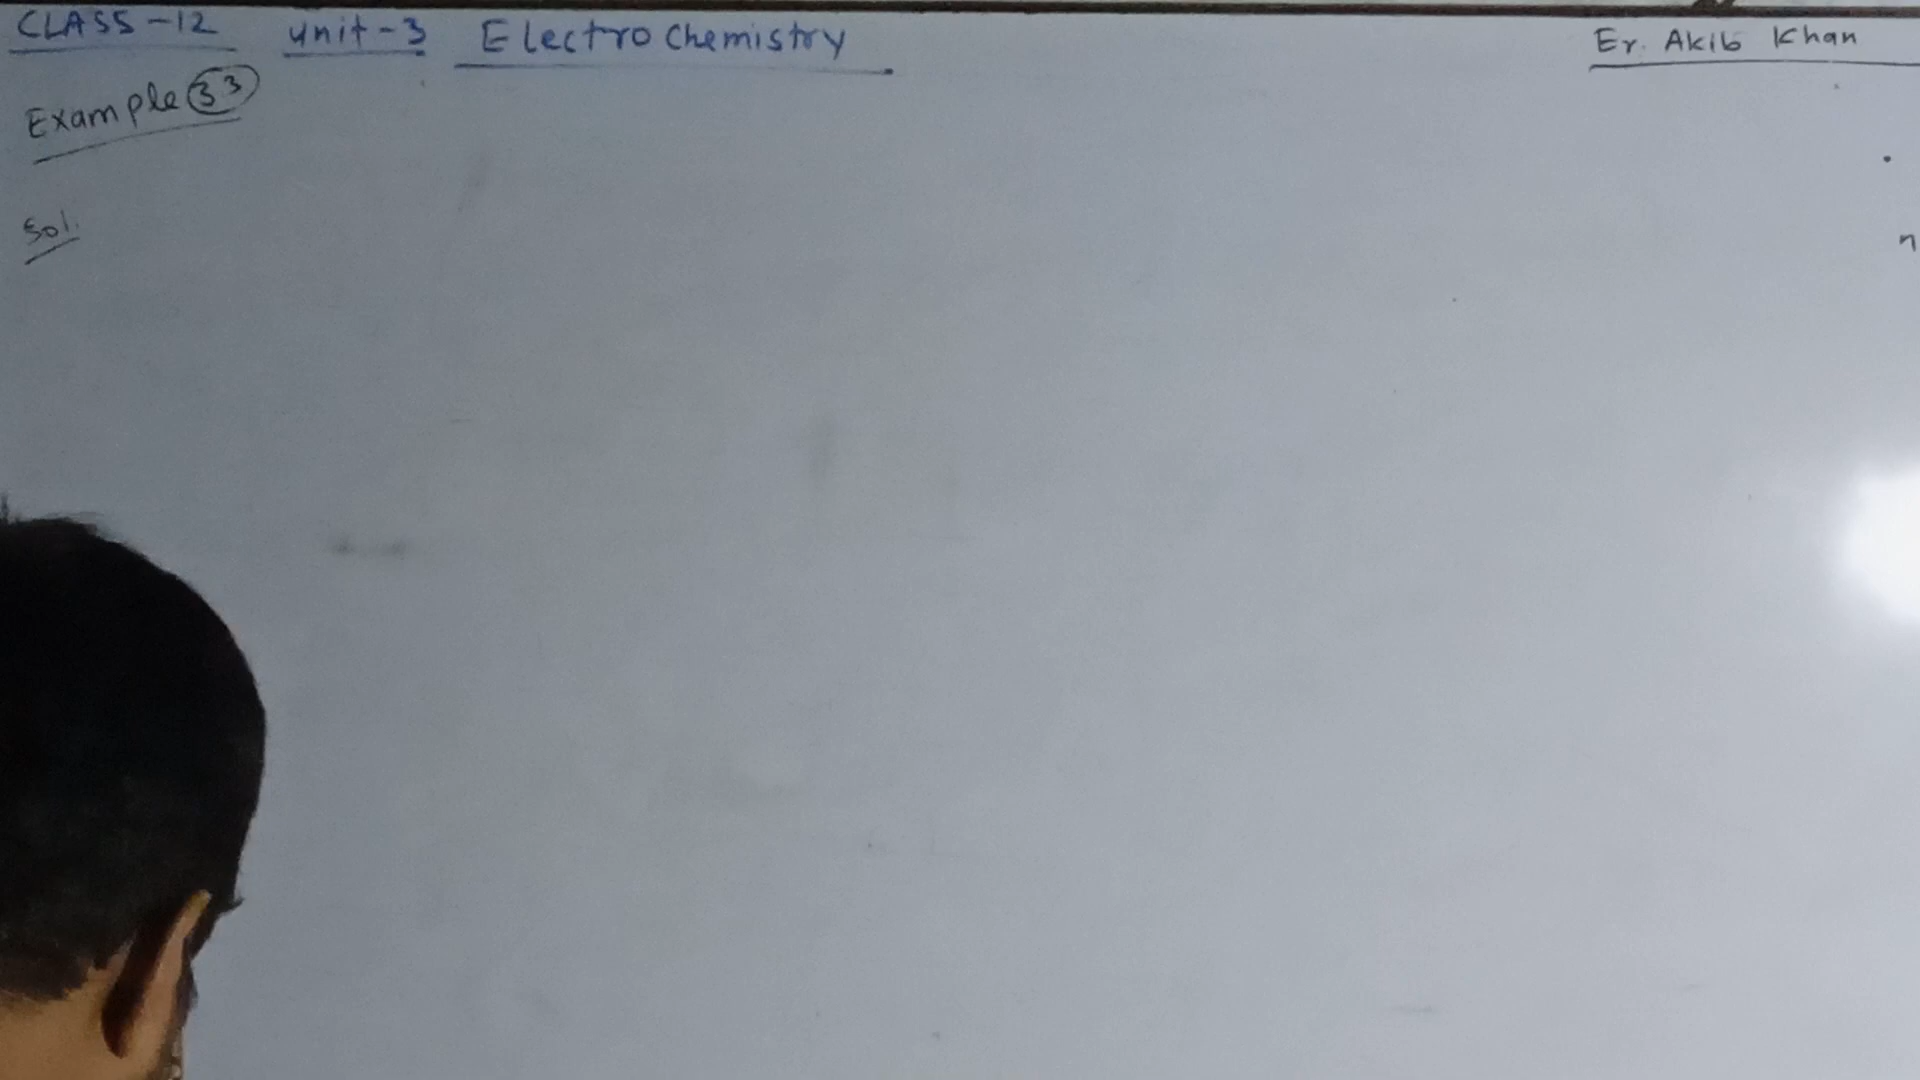 CLASS-12 unit-3 Electro Chemistry Er. Akib Khan
Example 33
Sol.
n